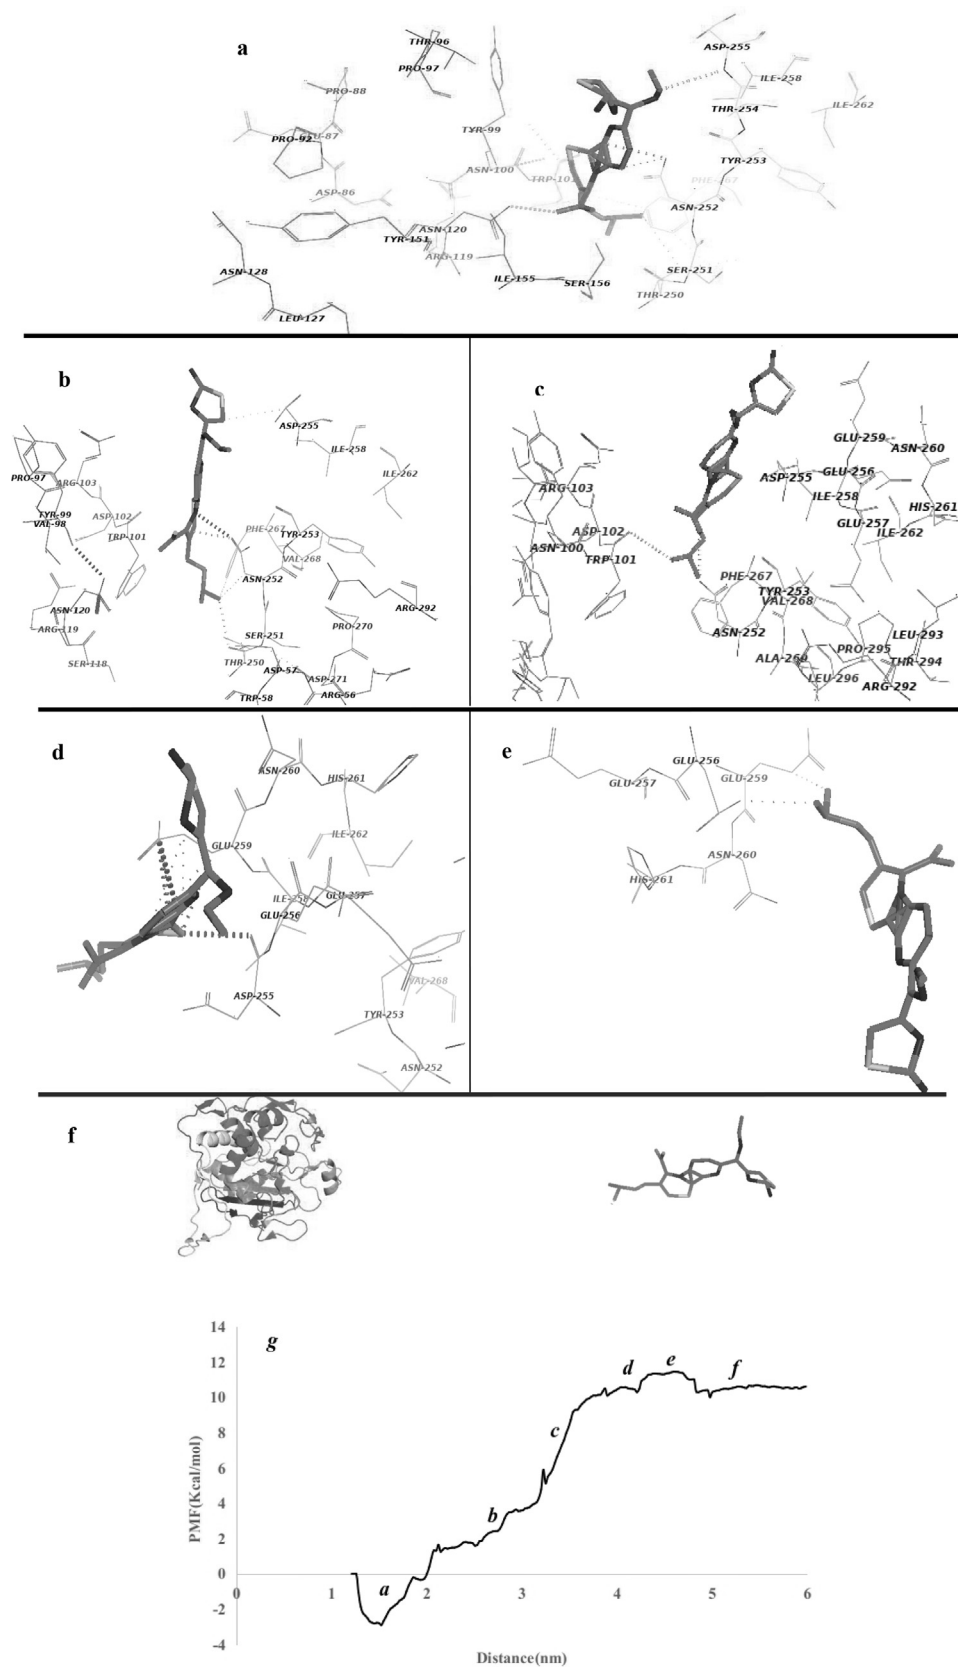 a
THR-96
PRO-97
ASP-255
ILE-258
PRO-88
THR-254
ILE-262
TYR-99
PRO-92
ASN-100
TYR-253
ASP-86
ASN-252
ASN-120
TYR-151
ARG-119
ASN-128
ILE-155
SER-156
SER-251
THR-250
LEU-127
b
ASP-255
ILE-258
ILE-262
PRO-97
ARG-103
TYR-99
VAL-98
ASP-102
TRP-101
PHE-267
TYR-253
VAL-268
ASN-252
ASN-120
ARG-119
ARG-292
PRO-270
SER-251
SER-118
THR-250
ASP-57
ASP-271
TRP-58
ARG-56
c
GLU-259
ASN-260
ASP-255
GLU-256
ARG-103
ILE-258
HIS-261
GLU-257
ASP-102
ILE-262
ASN-100
TRP-101
PHE-267
TYR-253
VAL-268
ASN-252
LEU-293
PRO-295
ALA-269
THR-294
LEU-296
ARG-292
d
ASN-260
HIS-261
ILE-262
GLU-259
ILE-258
GLU-257
GLU-256
ASP-255
VAL-268
TYR-253
ASN-252
e
GLU-256
GLU-257
GLU-259
ASN-260
HIS-261
f
g
14
12
10
8
6
4
2
0
-2
-4
PMF(Kcal/mol)
a
b
c
d
e
f
0
1
2
3
4
5
6
Distance(nm)